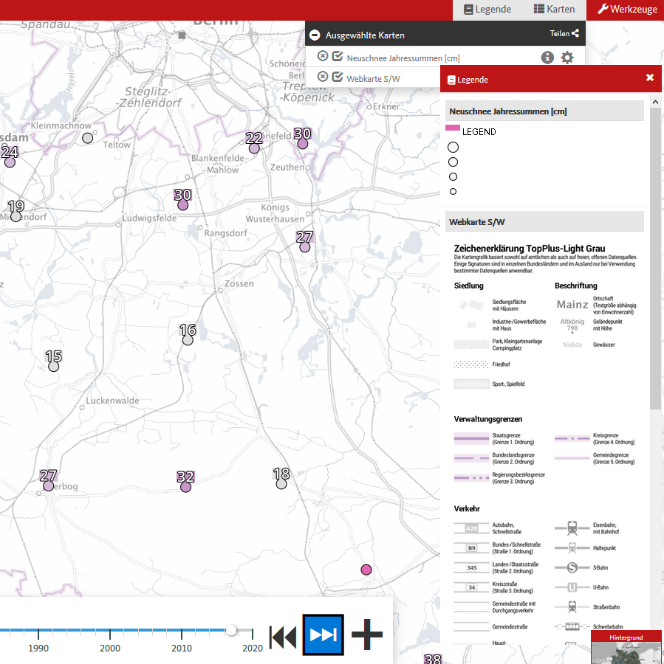 Spandau
Berlin
Legende
Karten
Werkzeuge
Ausgewählte Karten
Teilen
Neuschnee Jahressummen [cm]
Webkarte S/W
Legende
Neuschnee Jahressummen [cm]
LEGEND
Webkarte S/W
Zeichenerklärung TopPlus-Light Grau
Die Kartengrafik basiert sowohl auf amtlichen als auch auf freien, offenen Datenquellen.
Einige Signaturen sind in einzelnen Bundesländern und im Ausland nur bei Verwendung
bestimmter Datenquellen anwendbar.
Siedlung
Siedlungsfläche
mit Häusern
Industrie-/Gewerbefläche
mit Haus
Park, Kleingartenanlage
Campingplatz
Friedhof
Sport, Spielfeld
Beschriftung
Mainz
Ortschaft
(Textgröße abhängig
von Einwohnerzahl)
Altkönig
798
Geländepunkt
mit Höhe
Nidda
Gewässer
Verwaltungsgrenzen
Staatsgrenze
(Grenze 1. Ordnung)
Bundeslandsgrenze
(Grenze 2. Ordnung)
Regierungsbezirksgrenze
(Grenze 3. Ordnung)
Kreisgrenze
(Grenze 4. Ordnung)
Gemeindegrenze
(Grenze 5. Ordnung)
Verkehr
A20
Autobahn,
Schnellstraße
B9
Bundes-/Schnellstraße
(Straße 1. Ordnung)
345
Landes-/Staatsstraße
(Straße 2. Ordnung)
34
Kreisstraße
(Straße 3. Ordnung)
Gemeindestraße mit
Durchgangsverkehr
Gemeindestraße
Haupt
Eisenbahn,
mit Bahnhof
Haltepunkt
S
S-Bahn
U
U-Bahn
Straßenbahn
Schwebebahn
Hintergrund
Schöneic
Berl
Treptow
-Köpenick
Erkner
Steglitz-
-Zehlendorf
Kleinmachnow
sdam
Teltow
24
22
nefeld
30
Blankenfelde-
Mahlow
Zeuthen
19
M
dorf
30
Ludwigsfelde
Rangsdorf
Königs
Wusterhausen
27
Zossen
z
16
15
Luckenwalde
27
erbog
32
18
38
1990
2000
2010
2020